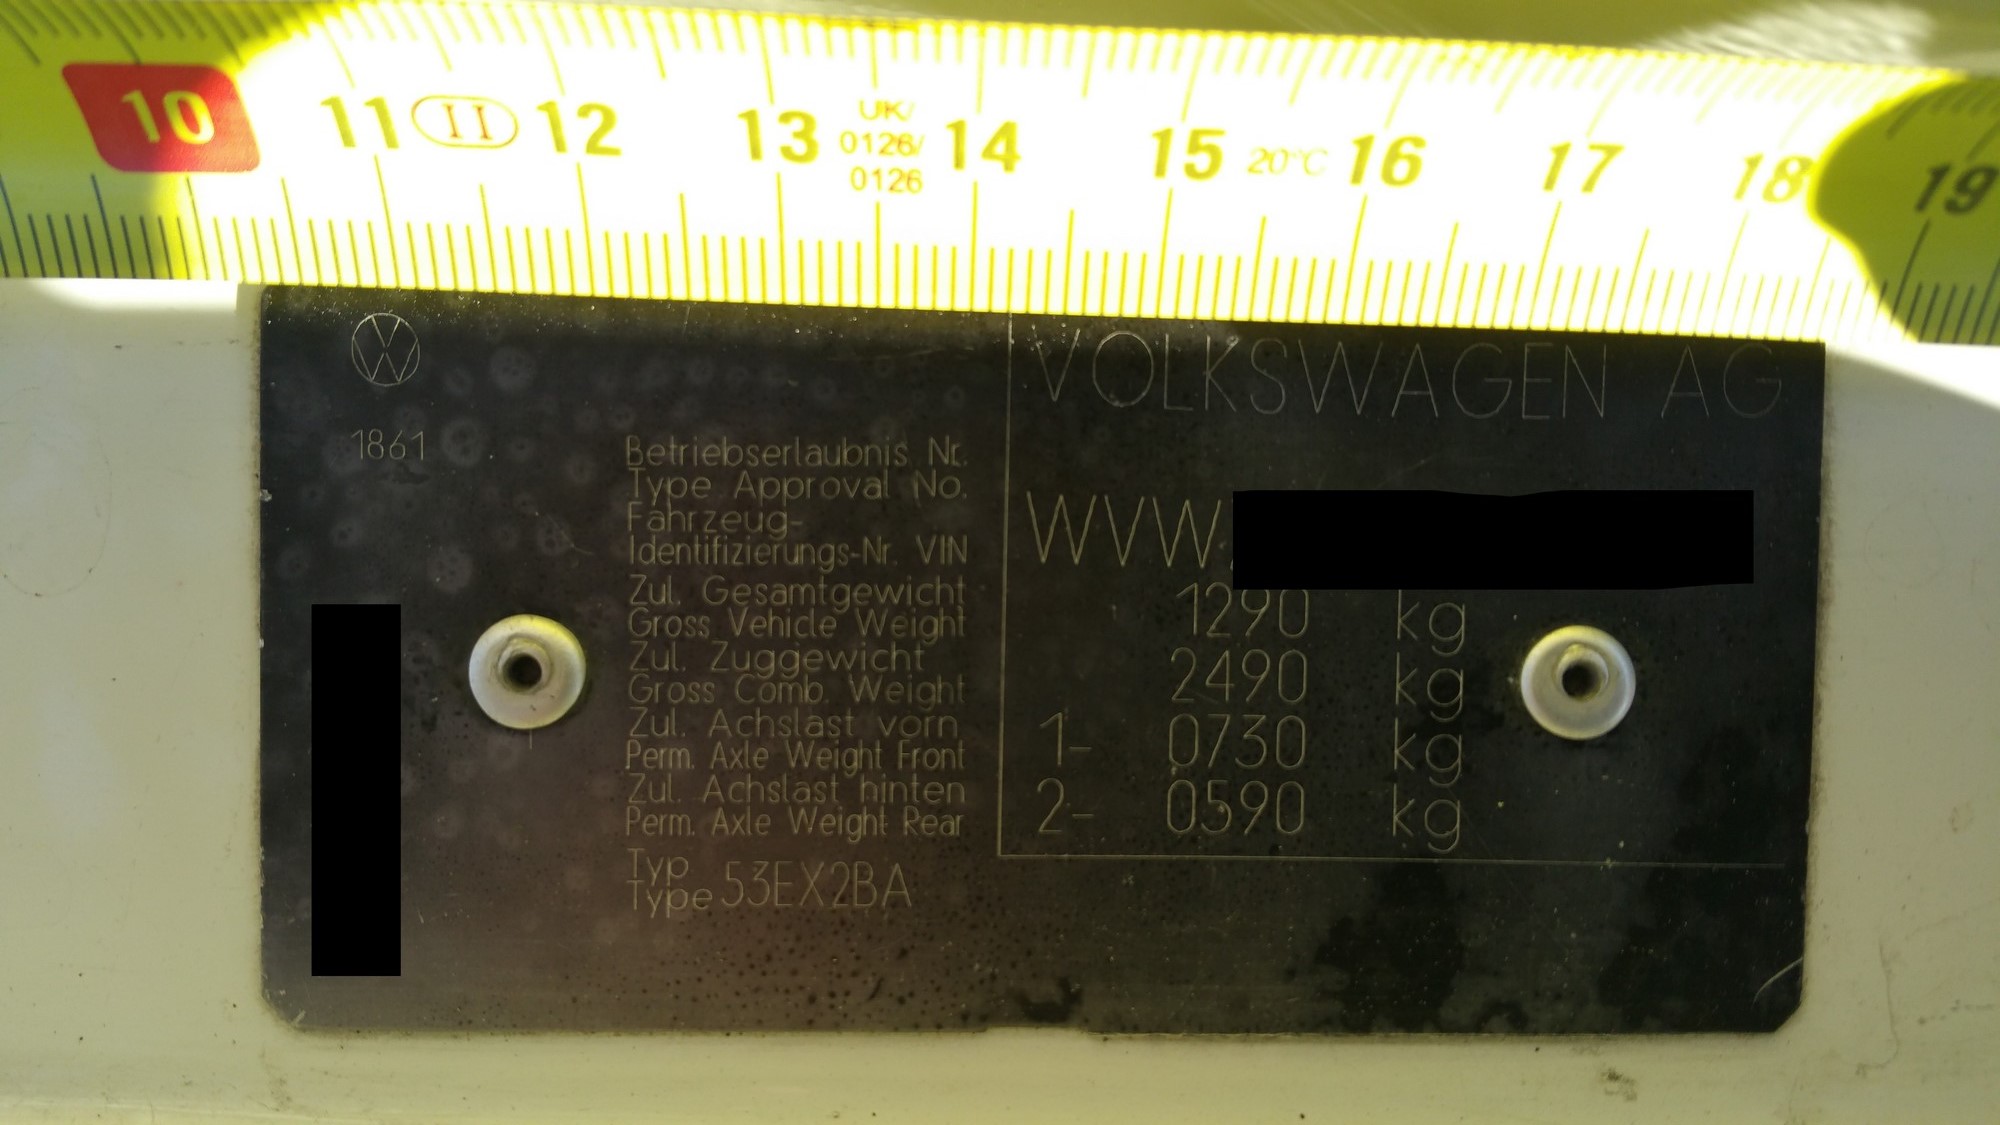 10 11 II 12 13 UK/ 14 15 20°C 16 17 18 19
0126/
0126
VOLKSWAGEN AG
1861
Betriebserlaubnis Nr.
Type Approval No.
Fahrzeug-
Identifizierungs-Nr. VIN WVW
Zul. Gesamtgewicht
Gross Vehicle Weight 1290 kg
Zul. Zuggewicht
Gross Comb. Weight 2490 kg
Zul. Achslast vorn
Perm. Axle Weight Front 1- 0730 kg
Zul. Achslast hinten
Perm. Axle Weight Rear 2- 0590 kg
Typ
Type 53EX2BA